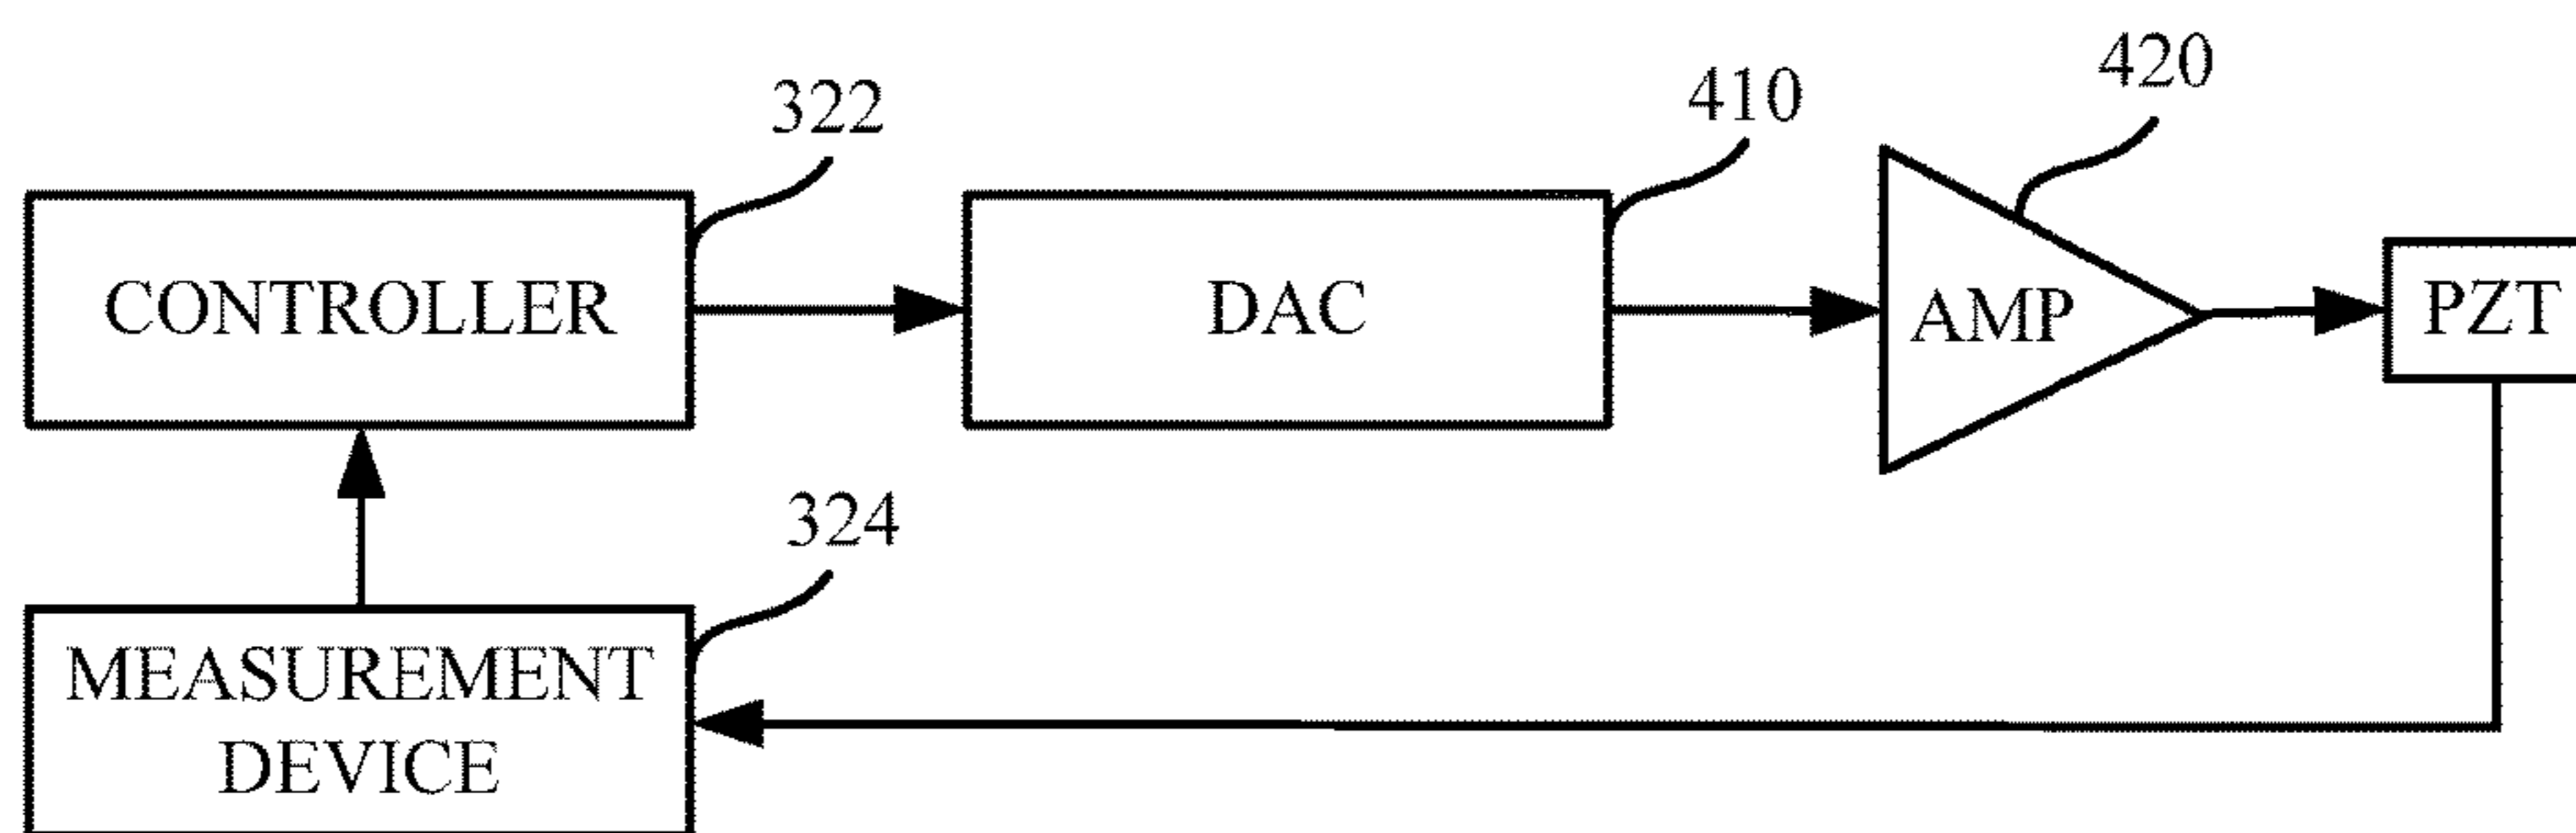 420
410
322
CONTROLLER
DAC
AMP
PZT
324
MEASUREMENT
DEVICE